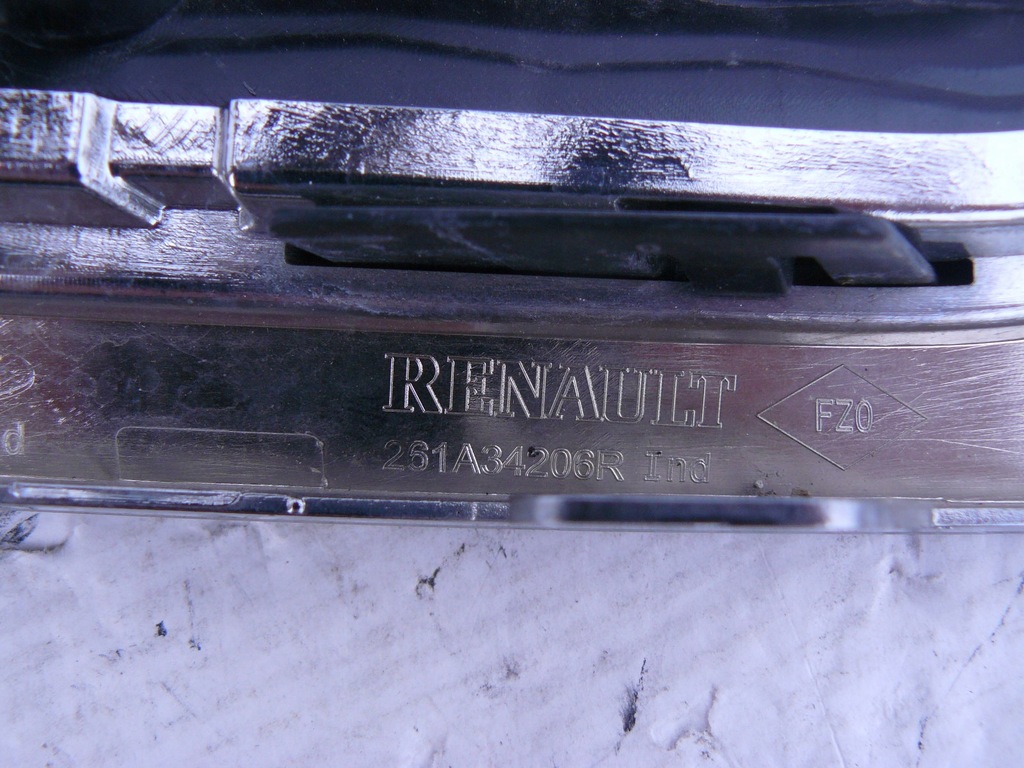 RENAULT
261A34206R Ind
FZ0
d